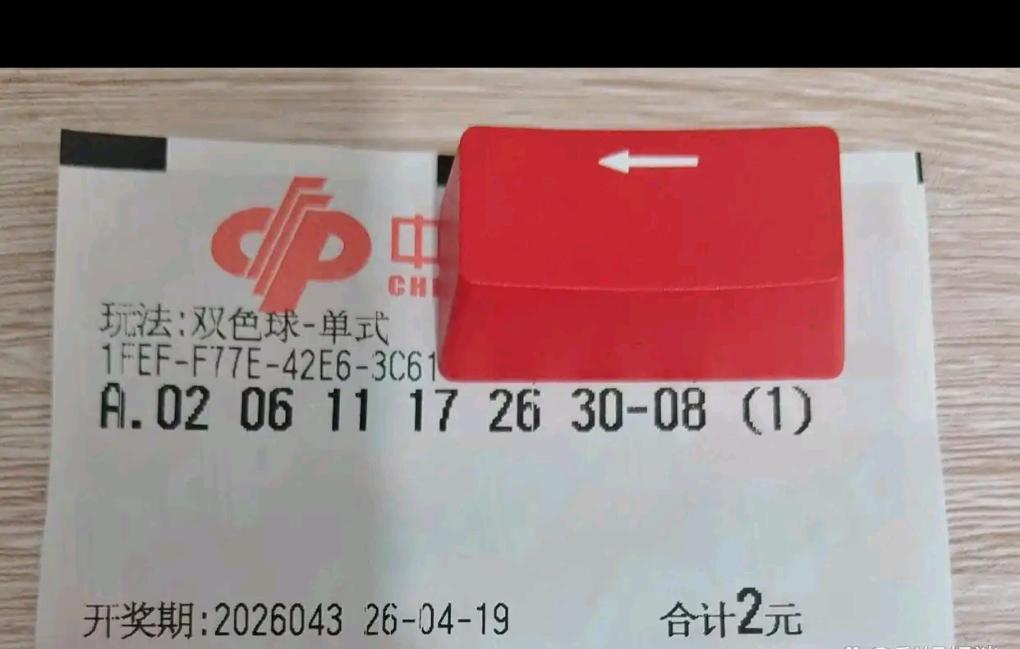 中
CH
玩法:双色球-单式
1FEF-F77E-42E6-3C61
A.02 06 11 17 26 30-08 (1)
开奖期:2026043 26-04-19 合计2元